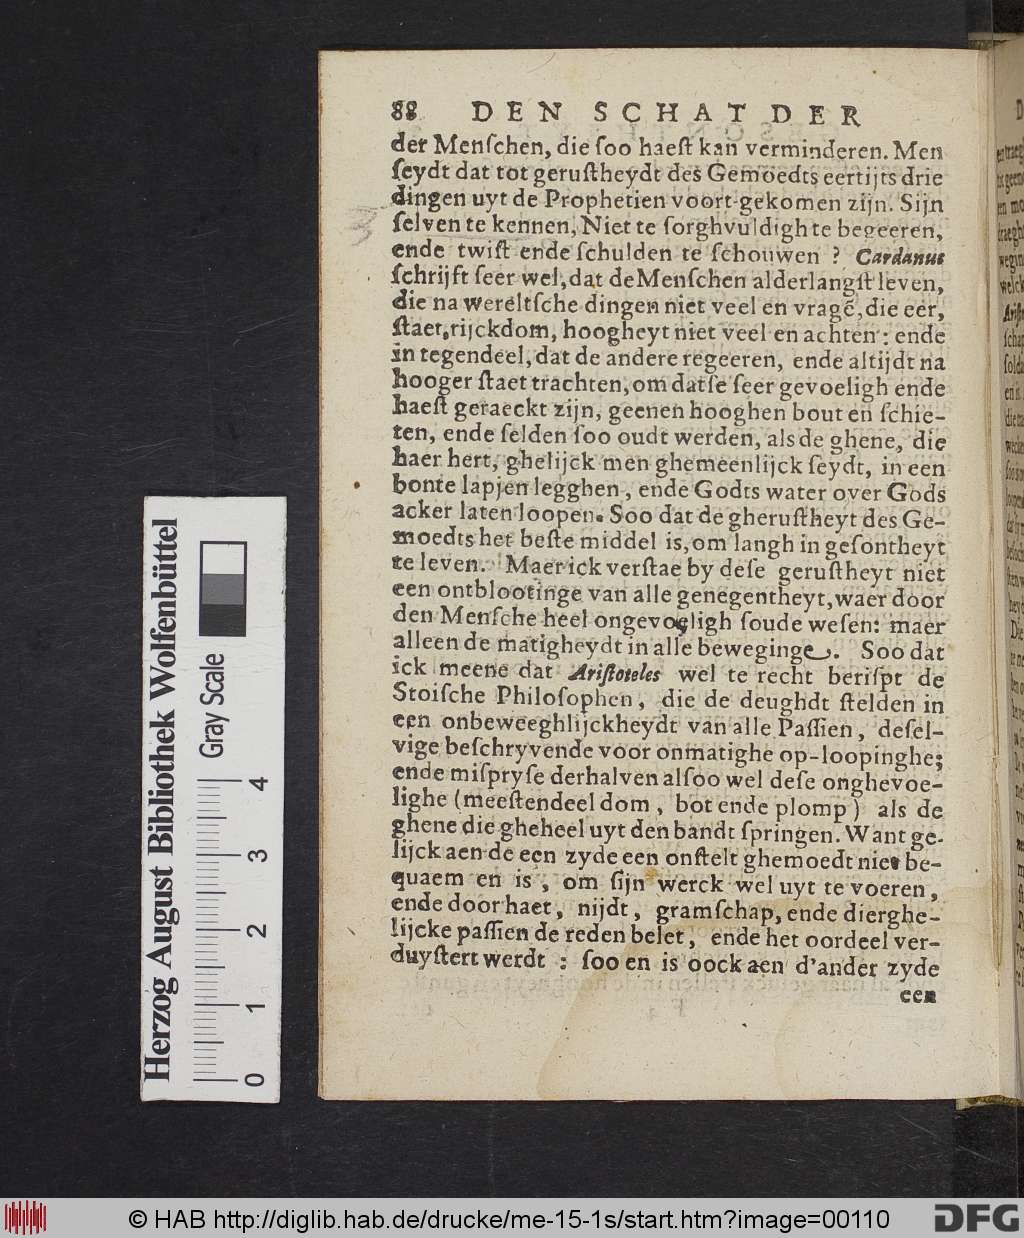 88 DEN SCHAT DER
der Menſchen, die ſoo haeſt kan verminderen. Men
ſeydt dat tot geruſtheydt des Gemoedts eertijts drie
dingen uyt de Prophetien voort-gekomen zijn. Sijn
ſelven te kennen, Niet te ſorghvuldigh te begeeren,
ende twiſt ende ſchulden te ſchouwen ? Cardanus
ſchrijft ſeer wel, dat de Menſchen alderlangſt leven,
die na wereltſche dingen niet veel en vragẽ, die eer,
ſtaet, rijckdom, hoogheyt niet veel en achten : ende
in tegendeel, dat de andere regeeren, ende altijdt na
hooger ſtaet trachten, om datſe ſeer gevoeligh ende
haeſt geraeckt zijn, geenen hooghen bout en ſchie-
ten, ende ſelden ſoo oudt werden, als de ghene, die
haer hert, ghelijck men ghemeenlijck ſeydt, in een
bonte lapjen legghen, ende Godts water over Gods
acker laten loopen. Soo dat de gheruſtheyt des Ge-
moedts het beſte middel is, om langh in geſontheyt
te leven. Maer ick verſtae by deſe geruſtheyt niet
een ontblootinge van alle genegentheyt, waer door
den Menſche heel ongevoeligh ſoude weſen: maer
alleen de matigheydt in alle beweginge. Soo dat
ick meene dat Ariſtoteles wel te recht beriſpt de
Stoiſche Philoſophen, die de deughdt ſtelden in
een onbeweeghlijckheydt van alle Paſſien, deſel-
vige beſchryvende voor onmatighe op-loopinghe;
ende miſpryſe derhalven alſoo wel deſe onghevoe-
lighe (meeſtendeel dom, bot ende plomp) als de
ghene die gheheel uyt den bandt ſpringen. Want ge-
lijck aen de een zyde een onſtelt ghemoedt niet be-
quaem en is, om ſijn werck wel uyt te voeren,
ende door haet, nijdt, gramſchap, ende dierghe-
lijcke paſſien de reden belet, ende het oordeel ver-
duyſtert werdt : ſoo en is oock aen d'ander zyde
een
Herzog August Bibliothek Wolfenbüttel
Gray Scale
0 1 2 3 4
© HAB http://diglib.hab.de/drucke/me-15-1s/start.htm?image=00110
DFG